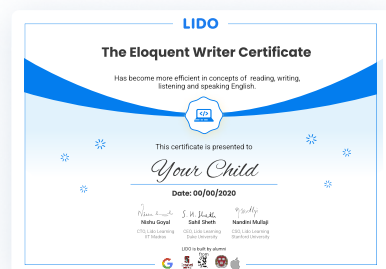 LIDO
The Eloquent Writer Certificate
Has become more efficient in concepts of reading, writing,
listening and speaking English.
</>
This certificate is presented to
Your Child
Date: 00/00/2020
Nishu Goyal
CTO, Lido Learning
IIT Madras
Sahil Sheth
CEO, Lido Learning
Duke University
Nandini Mullaji
CSO, Lido Learning
Stanford University
LIDO is built by alumni
from